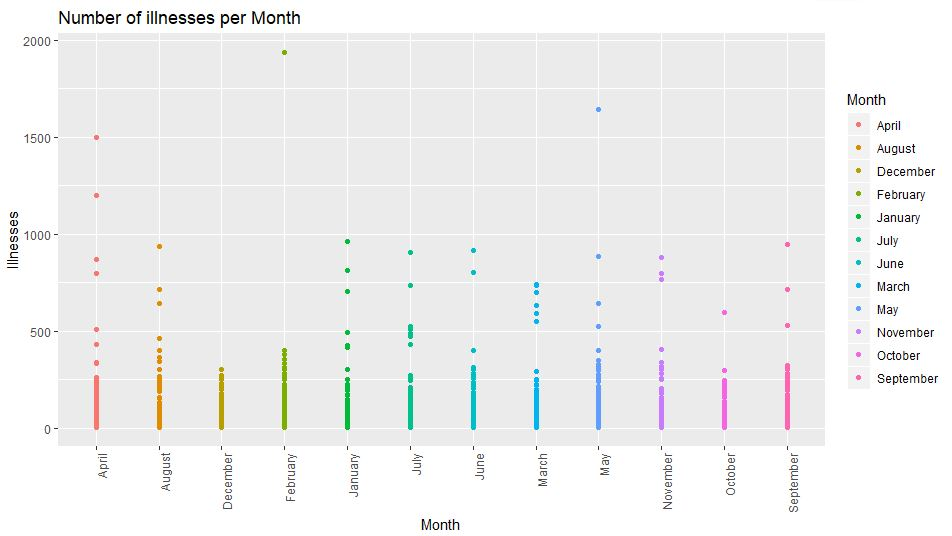 Number of illnesses per Month
2000
1500
1000
500
0
Illnesses
April
August
December
February
January
July
June
March
May
November
October
September
Month
Month
April
August
December
February
January
July
June
March
May
November
October
September